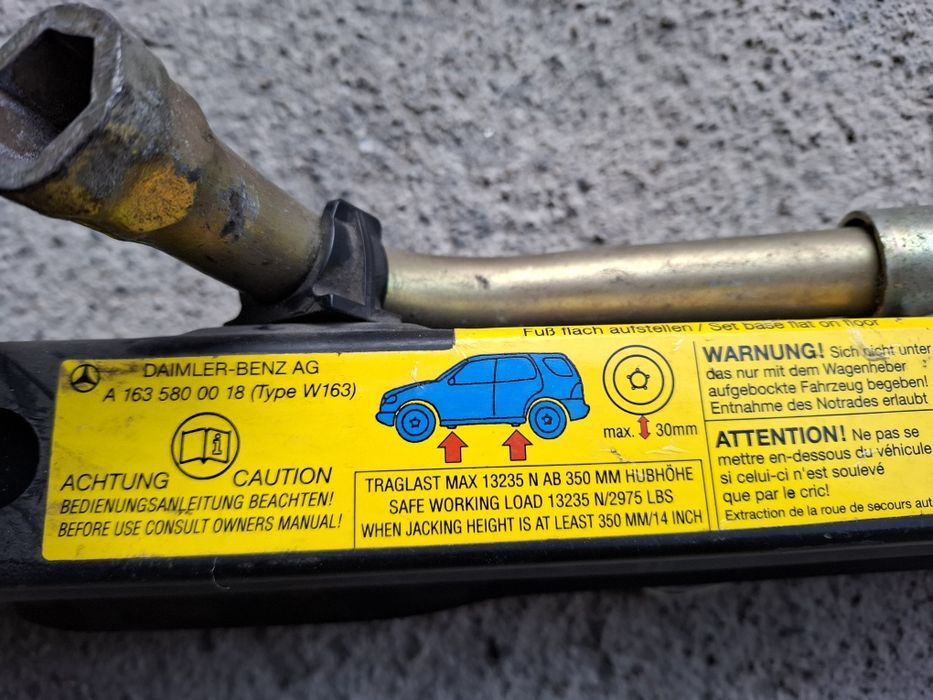 Fuß flach aufstellen / Set base flat on floor
DAIMLER-BENZ AG
A 163 580 00 18 (Type W163)
ACHTUNG CAUTION
BEDIENUNGSANLEITUNG BEACHTEN!
BEFORE USE CONSULT OWNERS MANUAL!
max. 30mm
TRAGLAST MAX 13235 N AB 350 MM HUBHÖHE
SAFE WORKING LOAD 13235 N/2975 LBS
WHEN JACKING HEIGHT IS AT LEAST 350 MM/14 INCH
WARNUNG! Sich nicht unter
das nur mit dem Wagenheber
aufgebockte Fahrzeug begeben!
Entnahme des Notrades erlaubt
ATTENTION! Ne pas se
mettre en-dessous du véhicule
si celui-ci n'est soulevé
que par le cric!
Extraction de la roue de secours aut